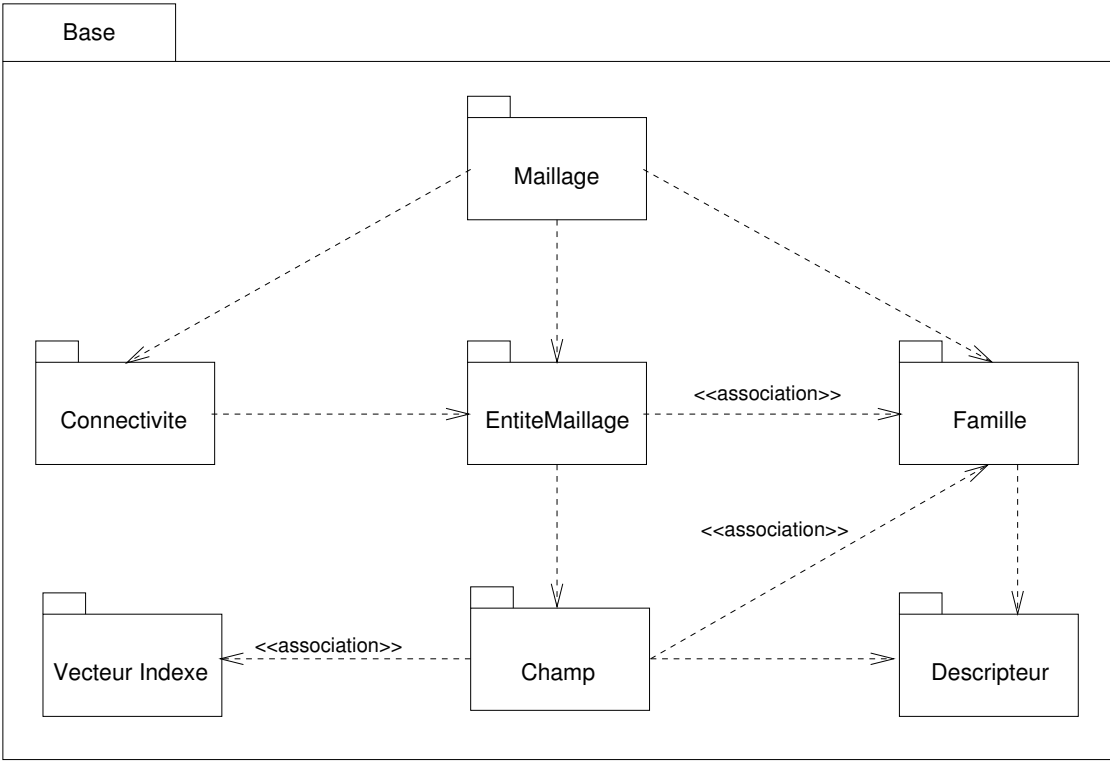 Base
Maillage
Connectivite
EntiteMaillage
<<association>>
Famille
<<association>>
Vecteur Indexe
<<association>>
Champ
Descripteur